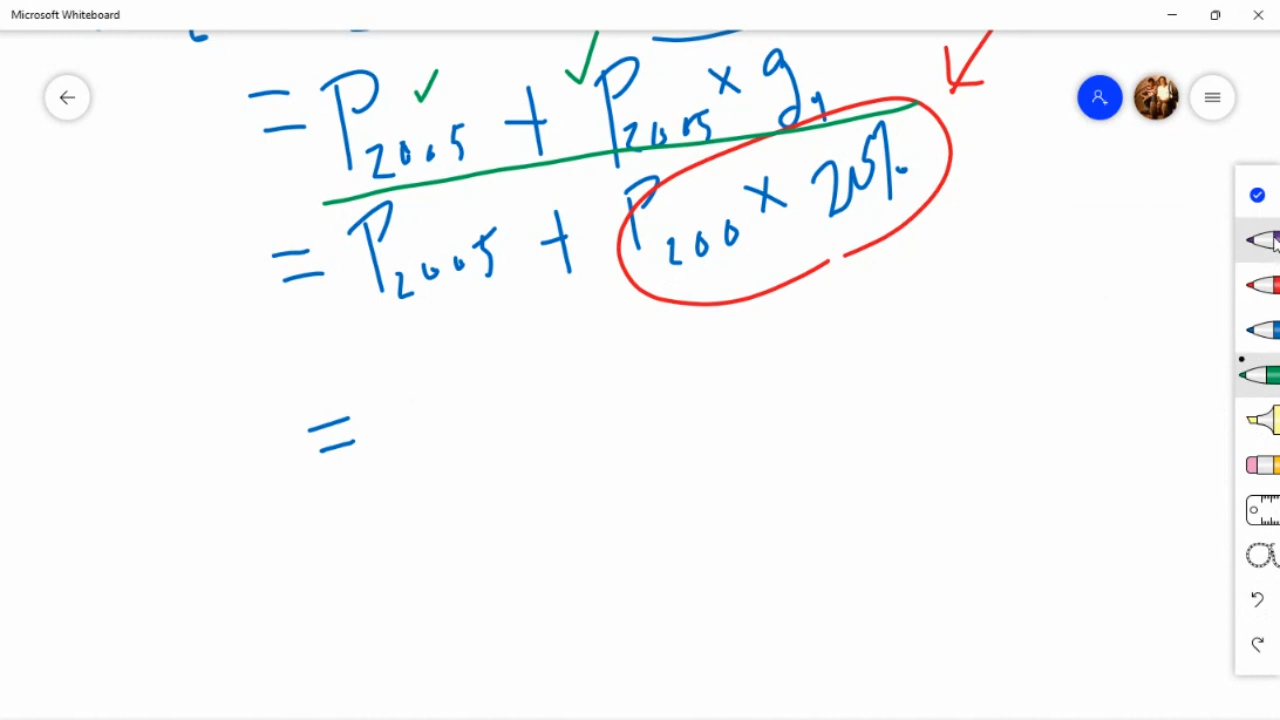 Microsoft Whiteboard
= P₂₀₀₅ + P₂₀₀₅ × g₁
= P₂₀₀₅ + P₂₀₀ × 20%
=